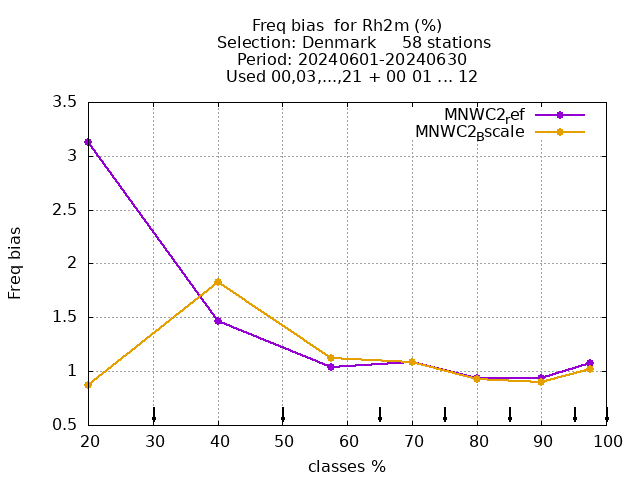 Freq bias  for Rh2m (%)
Selection: Denmark     58 stations
Period: 20240601-20240630
Used 00,03,...,21 + 00 01 ... 12
MNWC2ref
MNWC2Bscale
3.5
3
2.5
2
1.5
1
0.5
Freq bias
20 30 40 50 60 70 80 90 100
classes %